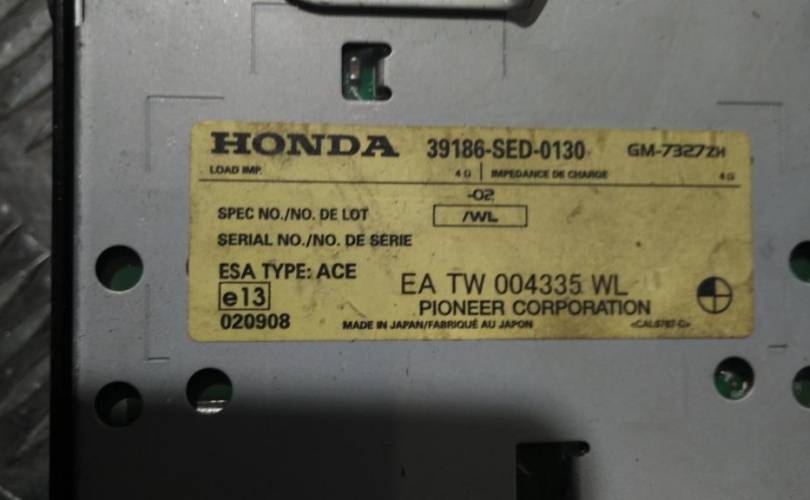 HONDA 39186-SED-0130 GM-7327ZH
LOAD IMP. 4 Ω IMPEDANCE DE CHARGE 4 Ω
-02
SPEC NO./NO. DE LOT /WL
SERIAL NO./NO. DE SÉRIE
ESA TYPE: ACE EA TW 004335 WL
e13 PIONEER CORPORATION
020908 MADE IN JAPAN/FABRIQUÉ AU JAPON